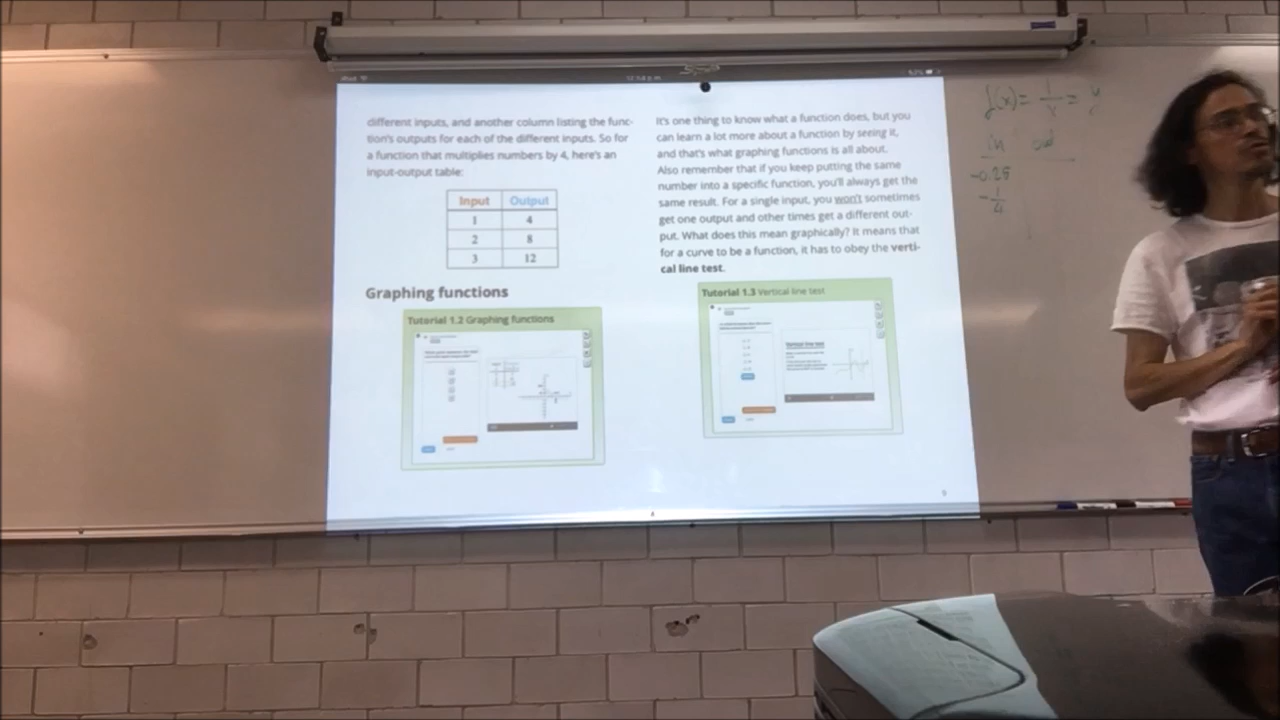 different inputs, and another column listing the func-
tion's outputs for each of the different inputs. So for
a function that multiplies numbers by 4, here's an
input-output table:
Input Output
1 4
2 8
3 12
Graphing functions
Tutorial 1.2 Graphing functions
It's one thing to know what a function does, but you
can learn a lot more about a function by seeing it,
and that's what graphing functions is all about.
Also remember that if you keep putting the same
number into a specific function, you'll always get the
same result. For a single input, you won't sometimes
get one output and other times get a different out-
put. What does this mean graphically? It means that
for a curve to be a function, it has to obey the verti-
cal line test.
Tutorial 1.3 Vertical line test
Vertical line test
f(x)= 1/x = y
in out
-0.25
-1/4